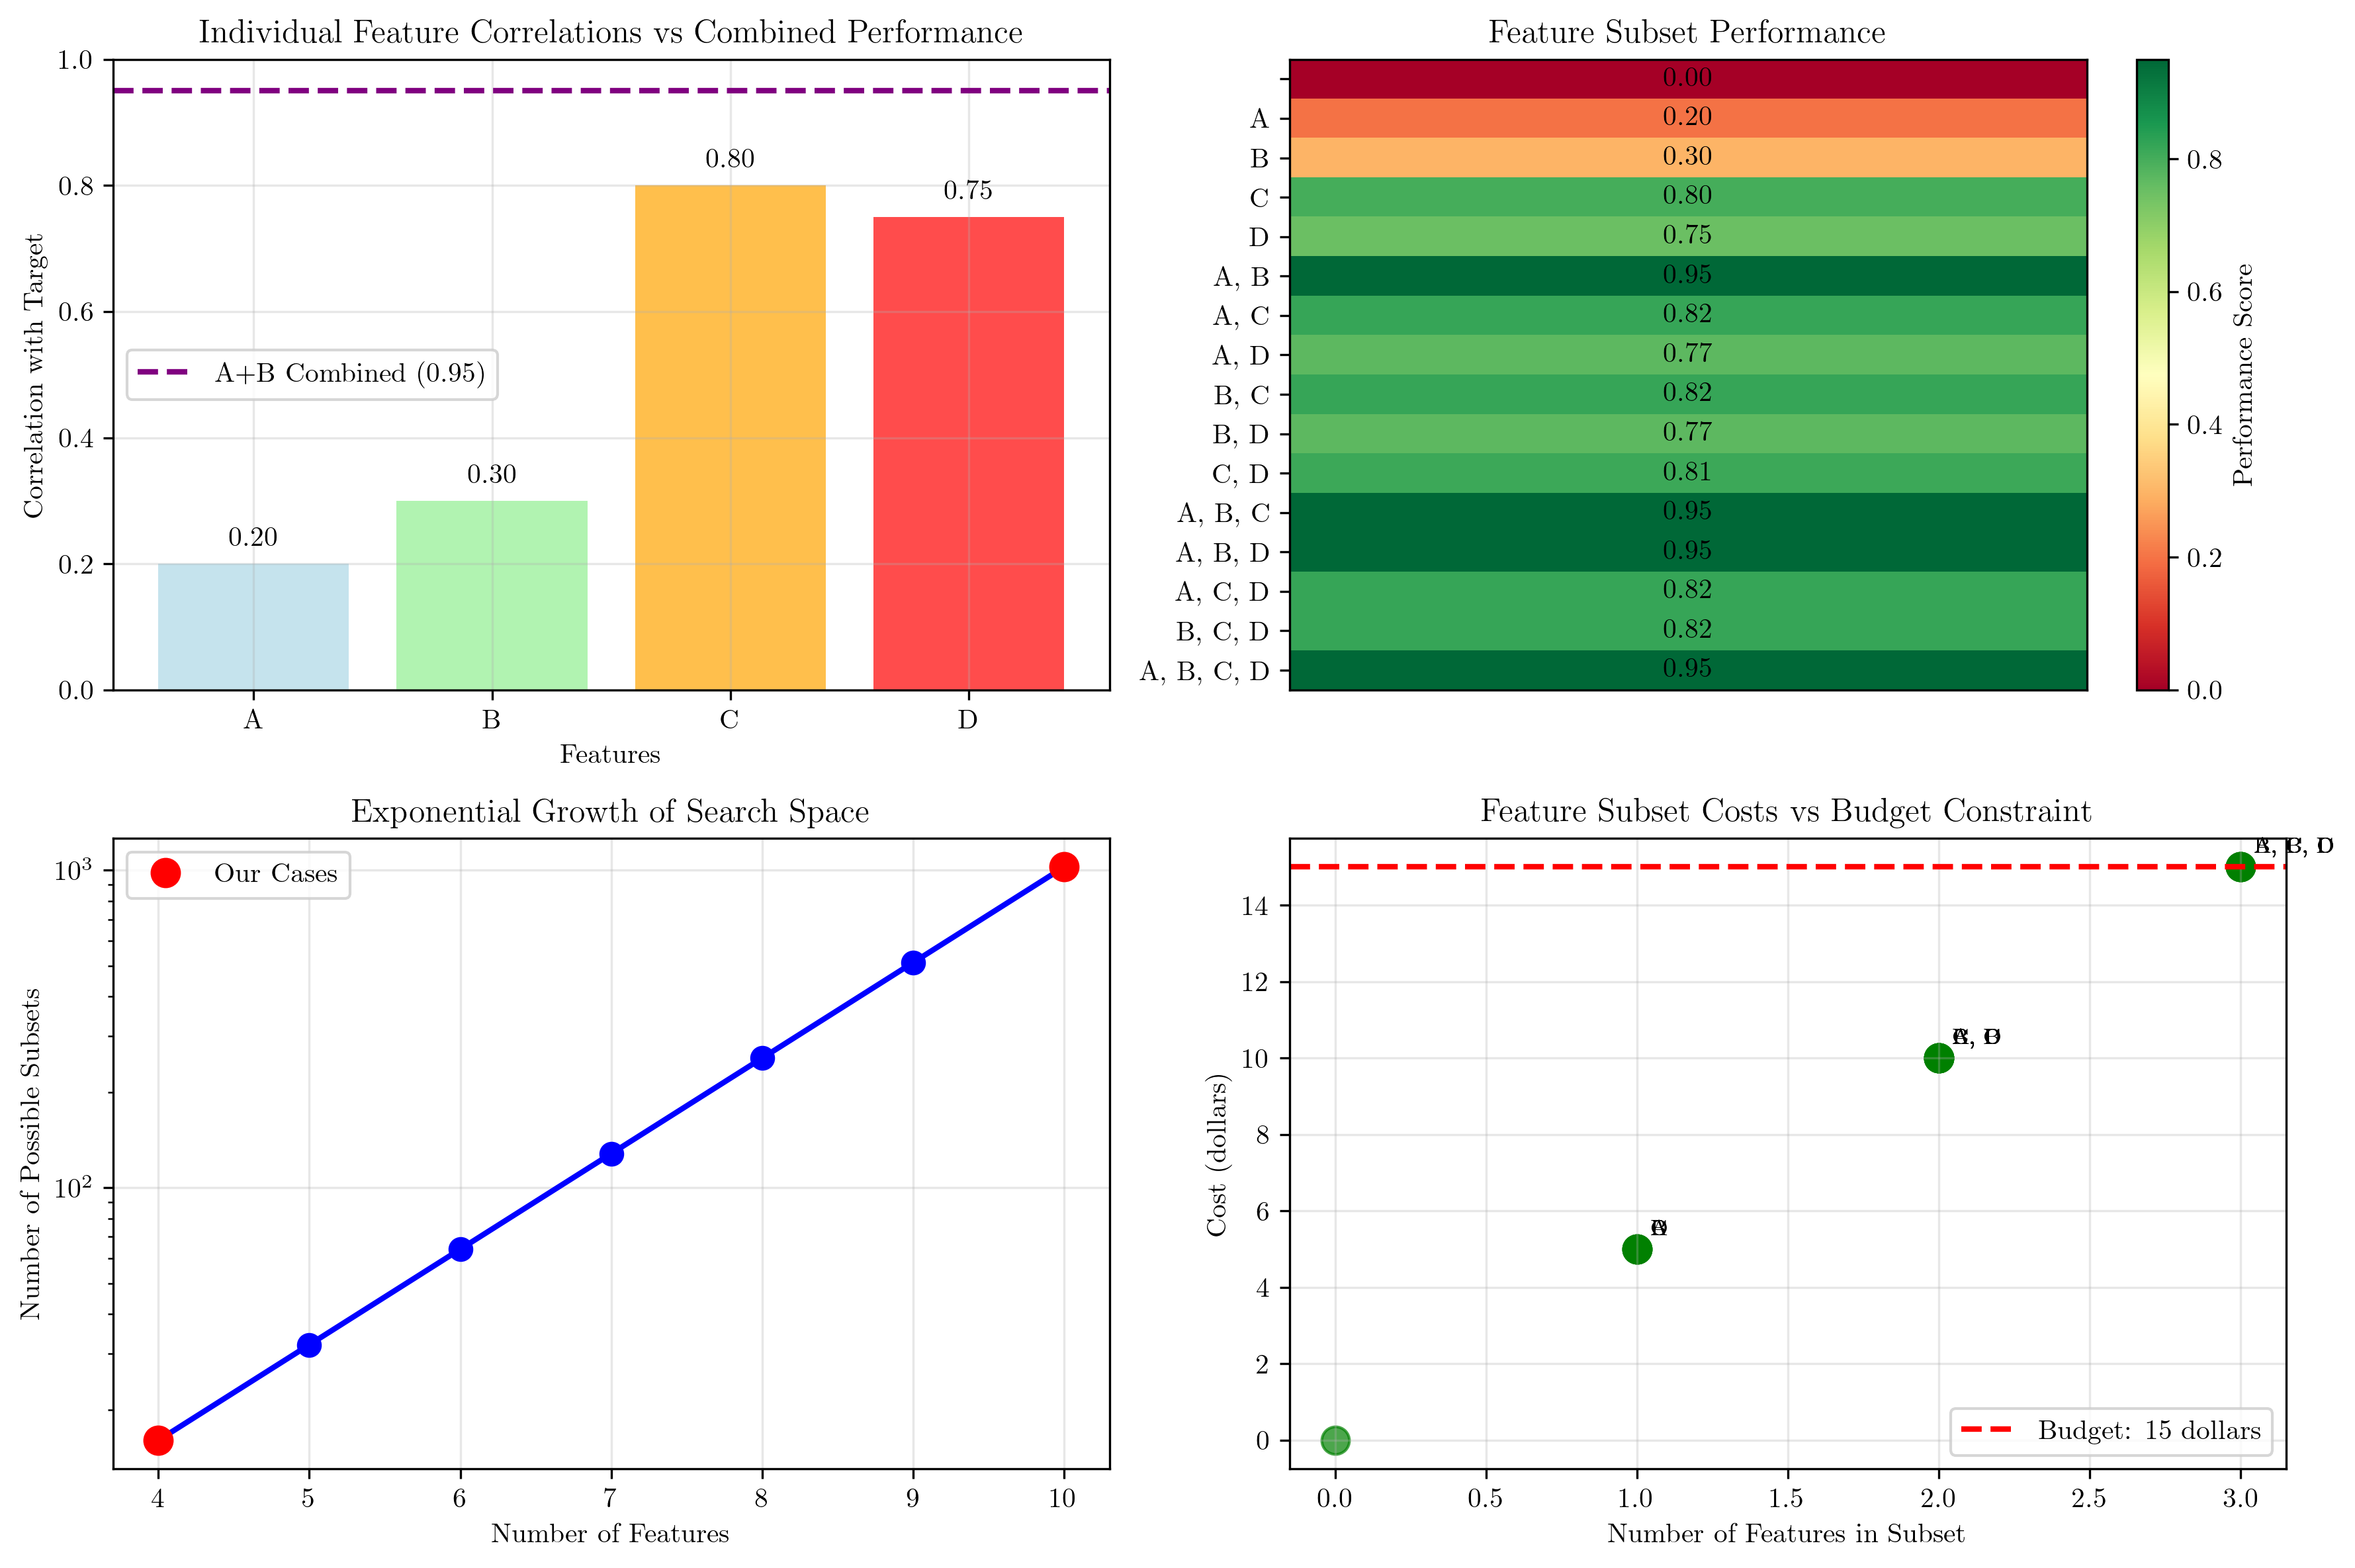 Individual Feature Correlations vs Combined Performance
1.0
0.8
0.6
0.4
0.2
0.0
Correlation with Target
0.20
0.30
0.80
0.75
A+B Combined (0.95)
A
B
C
D
Features
Feature Subset Performance
0.00
A 0.20
B 0.30
C 0.80
D 0.75
A, B 0.95
A, C 0.82
A, D 0.77
B, C 0.82
B, D 0.77
C, D 0.81
A, B, C 0.95
A, B, D 0.95
A, C, D 0.82
B, C, D 0.82
A, B, C, D 0.95
0.8
0.6
0.4
0.2
0.0
Performance Score
Exponential Growth of Search Space
Our Cases
10³
10²
Number of Possible Subsets
4
5
6
7
8
9
10
Number of Features
Feature Subset Costs vs Budget Constraint
14
12
10
8
6
4
2
0
Cost (dollars)
Budget: 15 dollars
0.0
0.5
1.0
1.5
2.0
2.5
3.0
Number of Features in Subset